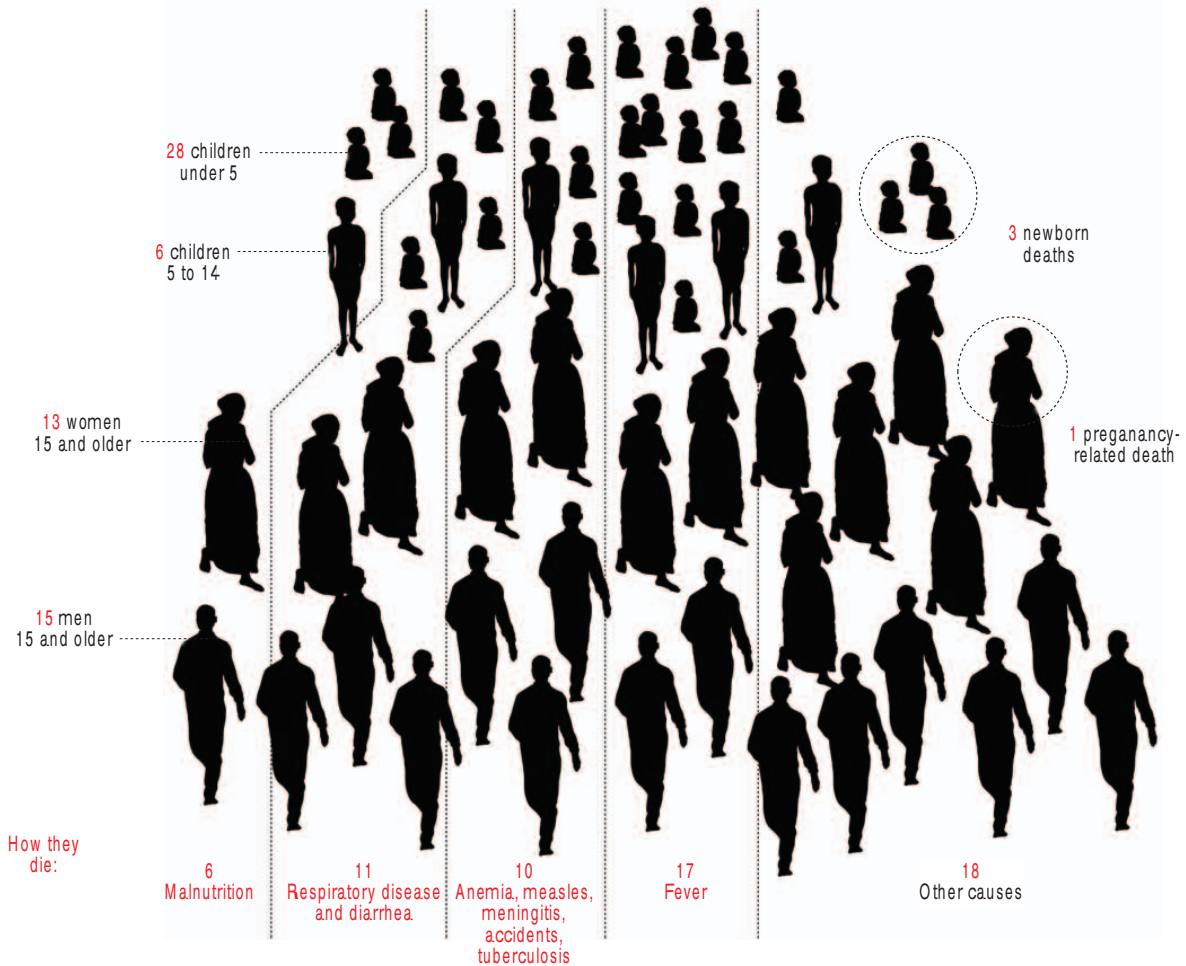 28 children
under 5
6 children
5 to 14
3 newborn
deaths
13 women
15 and older
1 preganancy-
related death
15 men
15 and older
How they
die:
6
Malnutrition
11
Respiratory disease
and diarrhea
10
Anemia, measles,
meningitis,
accidents,
tuberculosis
17
Fever
18
Other causes